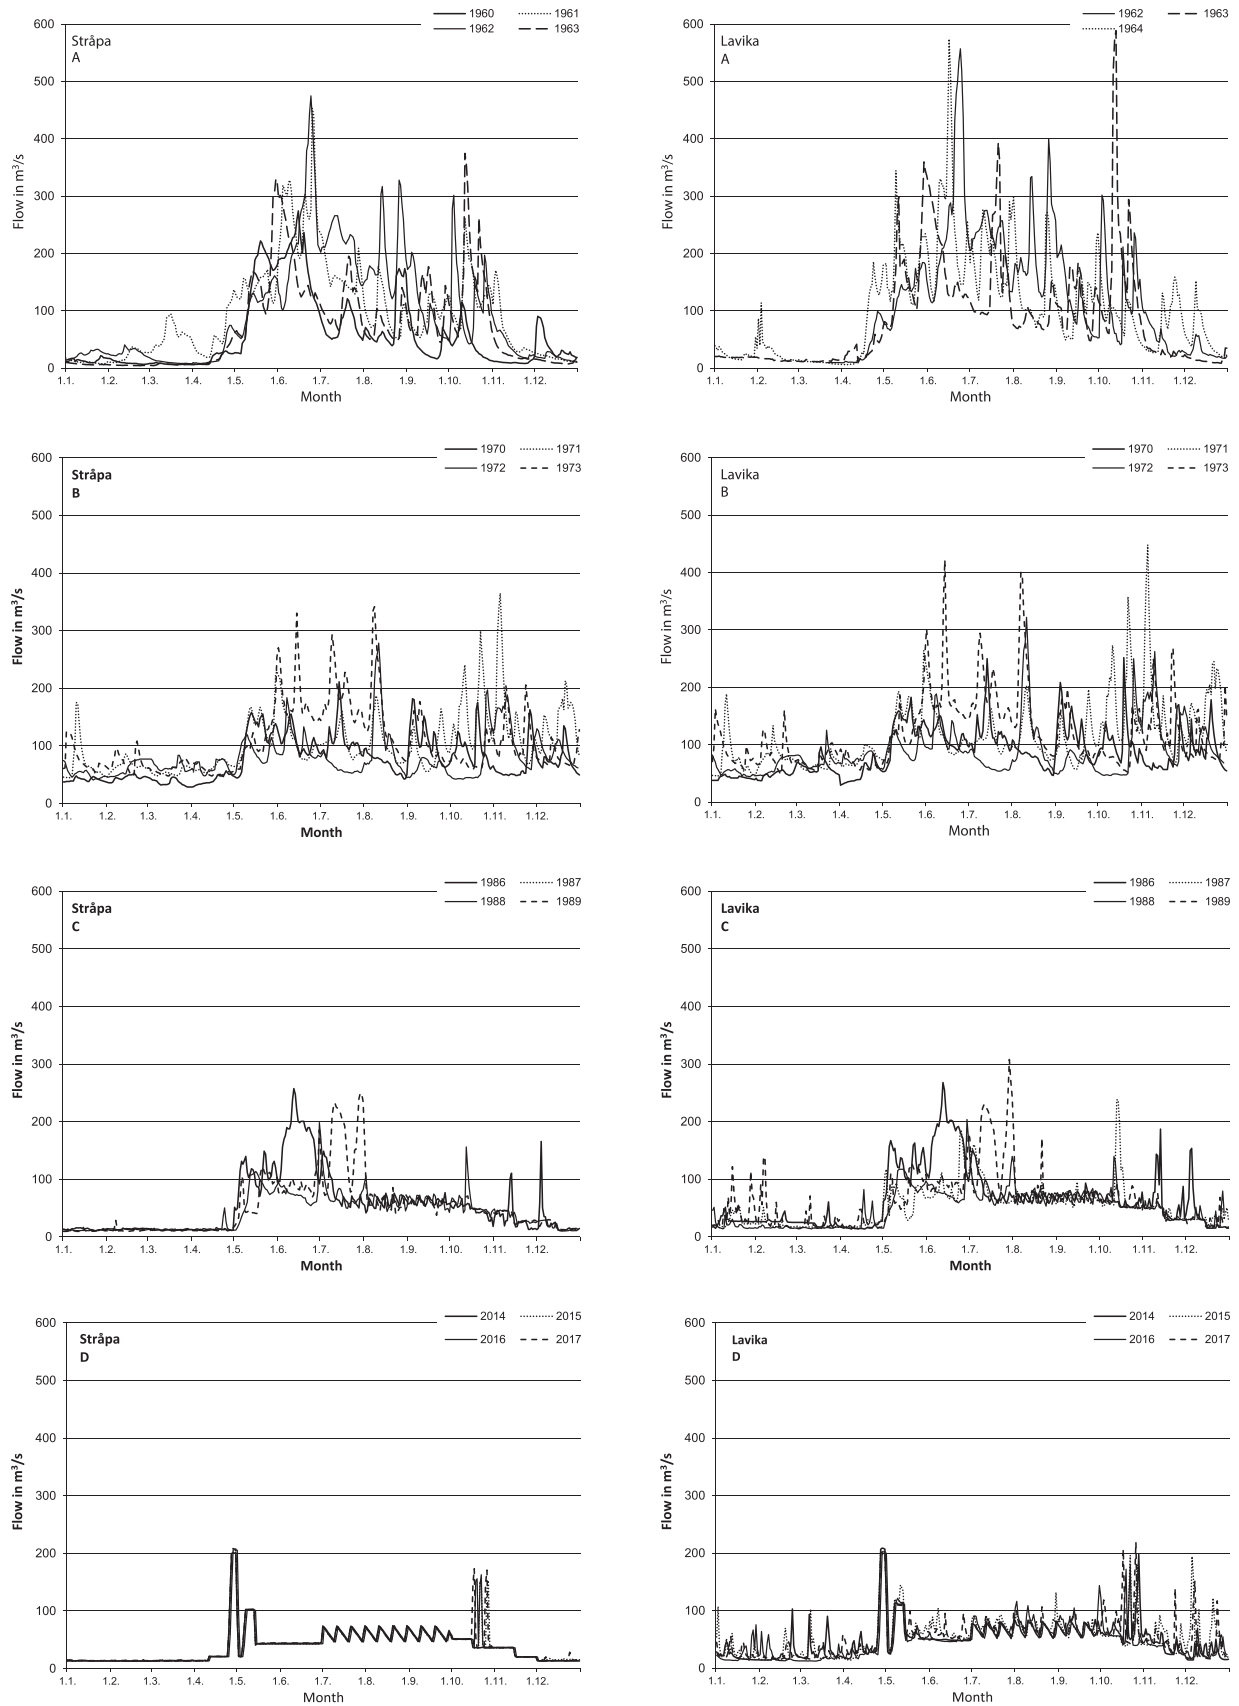 1960 1961
1962 1963
Stråpa
A
600
500
400
300
200
100
0
Flow in m³/s
1.1. 1.2. 1.3. 1.4. 1.5. 1.6. 1.7. 1.8. 1.9. 1.10. 1.12.
Month
1962 1963
1964
Lavika
A
600
500
400
300
200
100
0
Flow in m³/s
1.1. 1.2. 1.3. 1.4. 1.5. 1.6. 1.7. 1.8. 1.9. 1.10. 1.12.
Month
1970 1971
1972 1973
Stråpa
B
600
500
400
300
200
100
0
Flow in m³/s
1.1. 1.2. 1.3. 1.4. 1.5. 1.6. 1.7. 1.8. 1.9. 1.10. 1.11. 1.12.
Month
1970 1971
1972 1973
Lavika
B
600
500
400
300
200
100
0
Flow in m³/s
1.1. 1.2. 1.3. 1.4. 1.5. 1.6. 1.7. 1.8. 1.9. 1.10. 1.11. 1.12.
Month
1986 1987
1988 1989
Stråpa
C
600
500
400
300
200
100
0
Flow in m³/s
1.1. 1.2. 1.3. 1.4. 1.5. 1.6. 1.7. 1.8. 1.9. 1.10. 1.11. 1.12.
Month
1986 1987
1988 1989
Lavika
C
600
500
400
300
200
100
0
Flow in m³/s
1.1. 1.2. 1.3. 1.4. 1.5. 1.6. 1.7. 1.8. 1.9. 1.10. 1.11. 1.12.
Month
2014 2015
2016 2017
Stråpa
D
600
500
400
300
200
100
0
Flow in m³/s
1.1. 1.2. 1.3. 1.4. 1.5. 1.6. 1.7. 1.8. 1.9. 1.10. 1.11. 1.12.
Month
2014 2015
2016 2017
Lavika
D
600
500
400
300
200
100
0
Flow in m³/s
1.1. 1.2. 1.3. 1.4. 1.5. 1.6. 1.7. 1.8. 1.9. 1.10. 1.11. 1.12.
Month